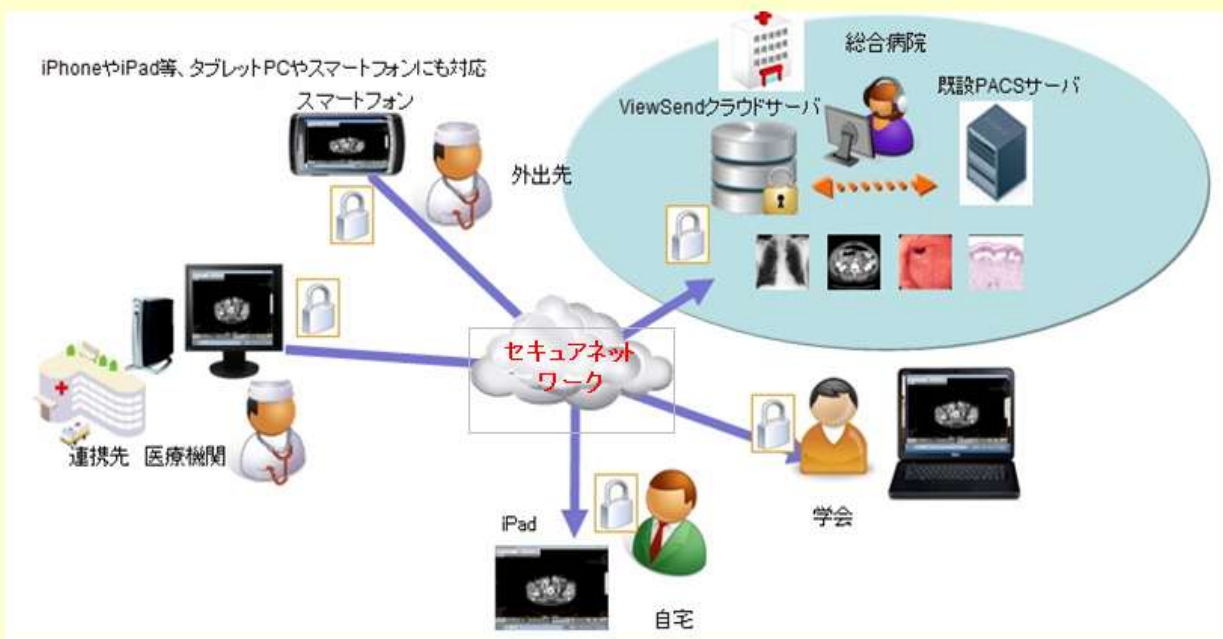 iPhoneやiPad等、タブレットPCやスマートフォンにも対応
スマートフォン
外出先
総合病院
ViewSendクラウドサーバ
既設PACSサーバ
セキュアネット
ワーク
連携先 医療機関
iPad
自宅
学会